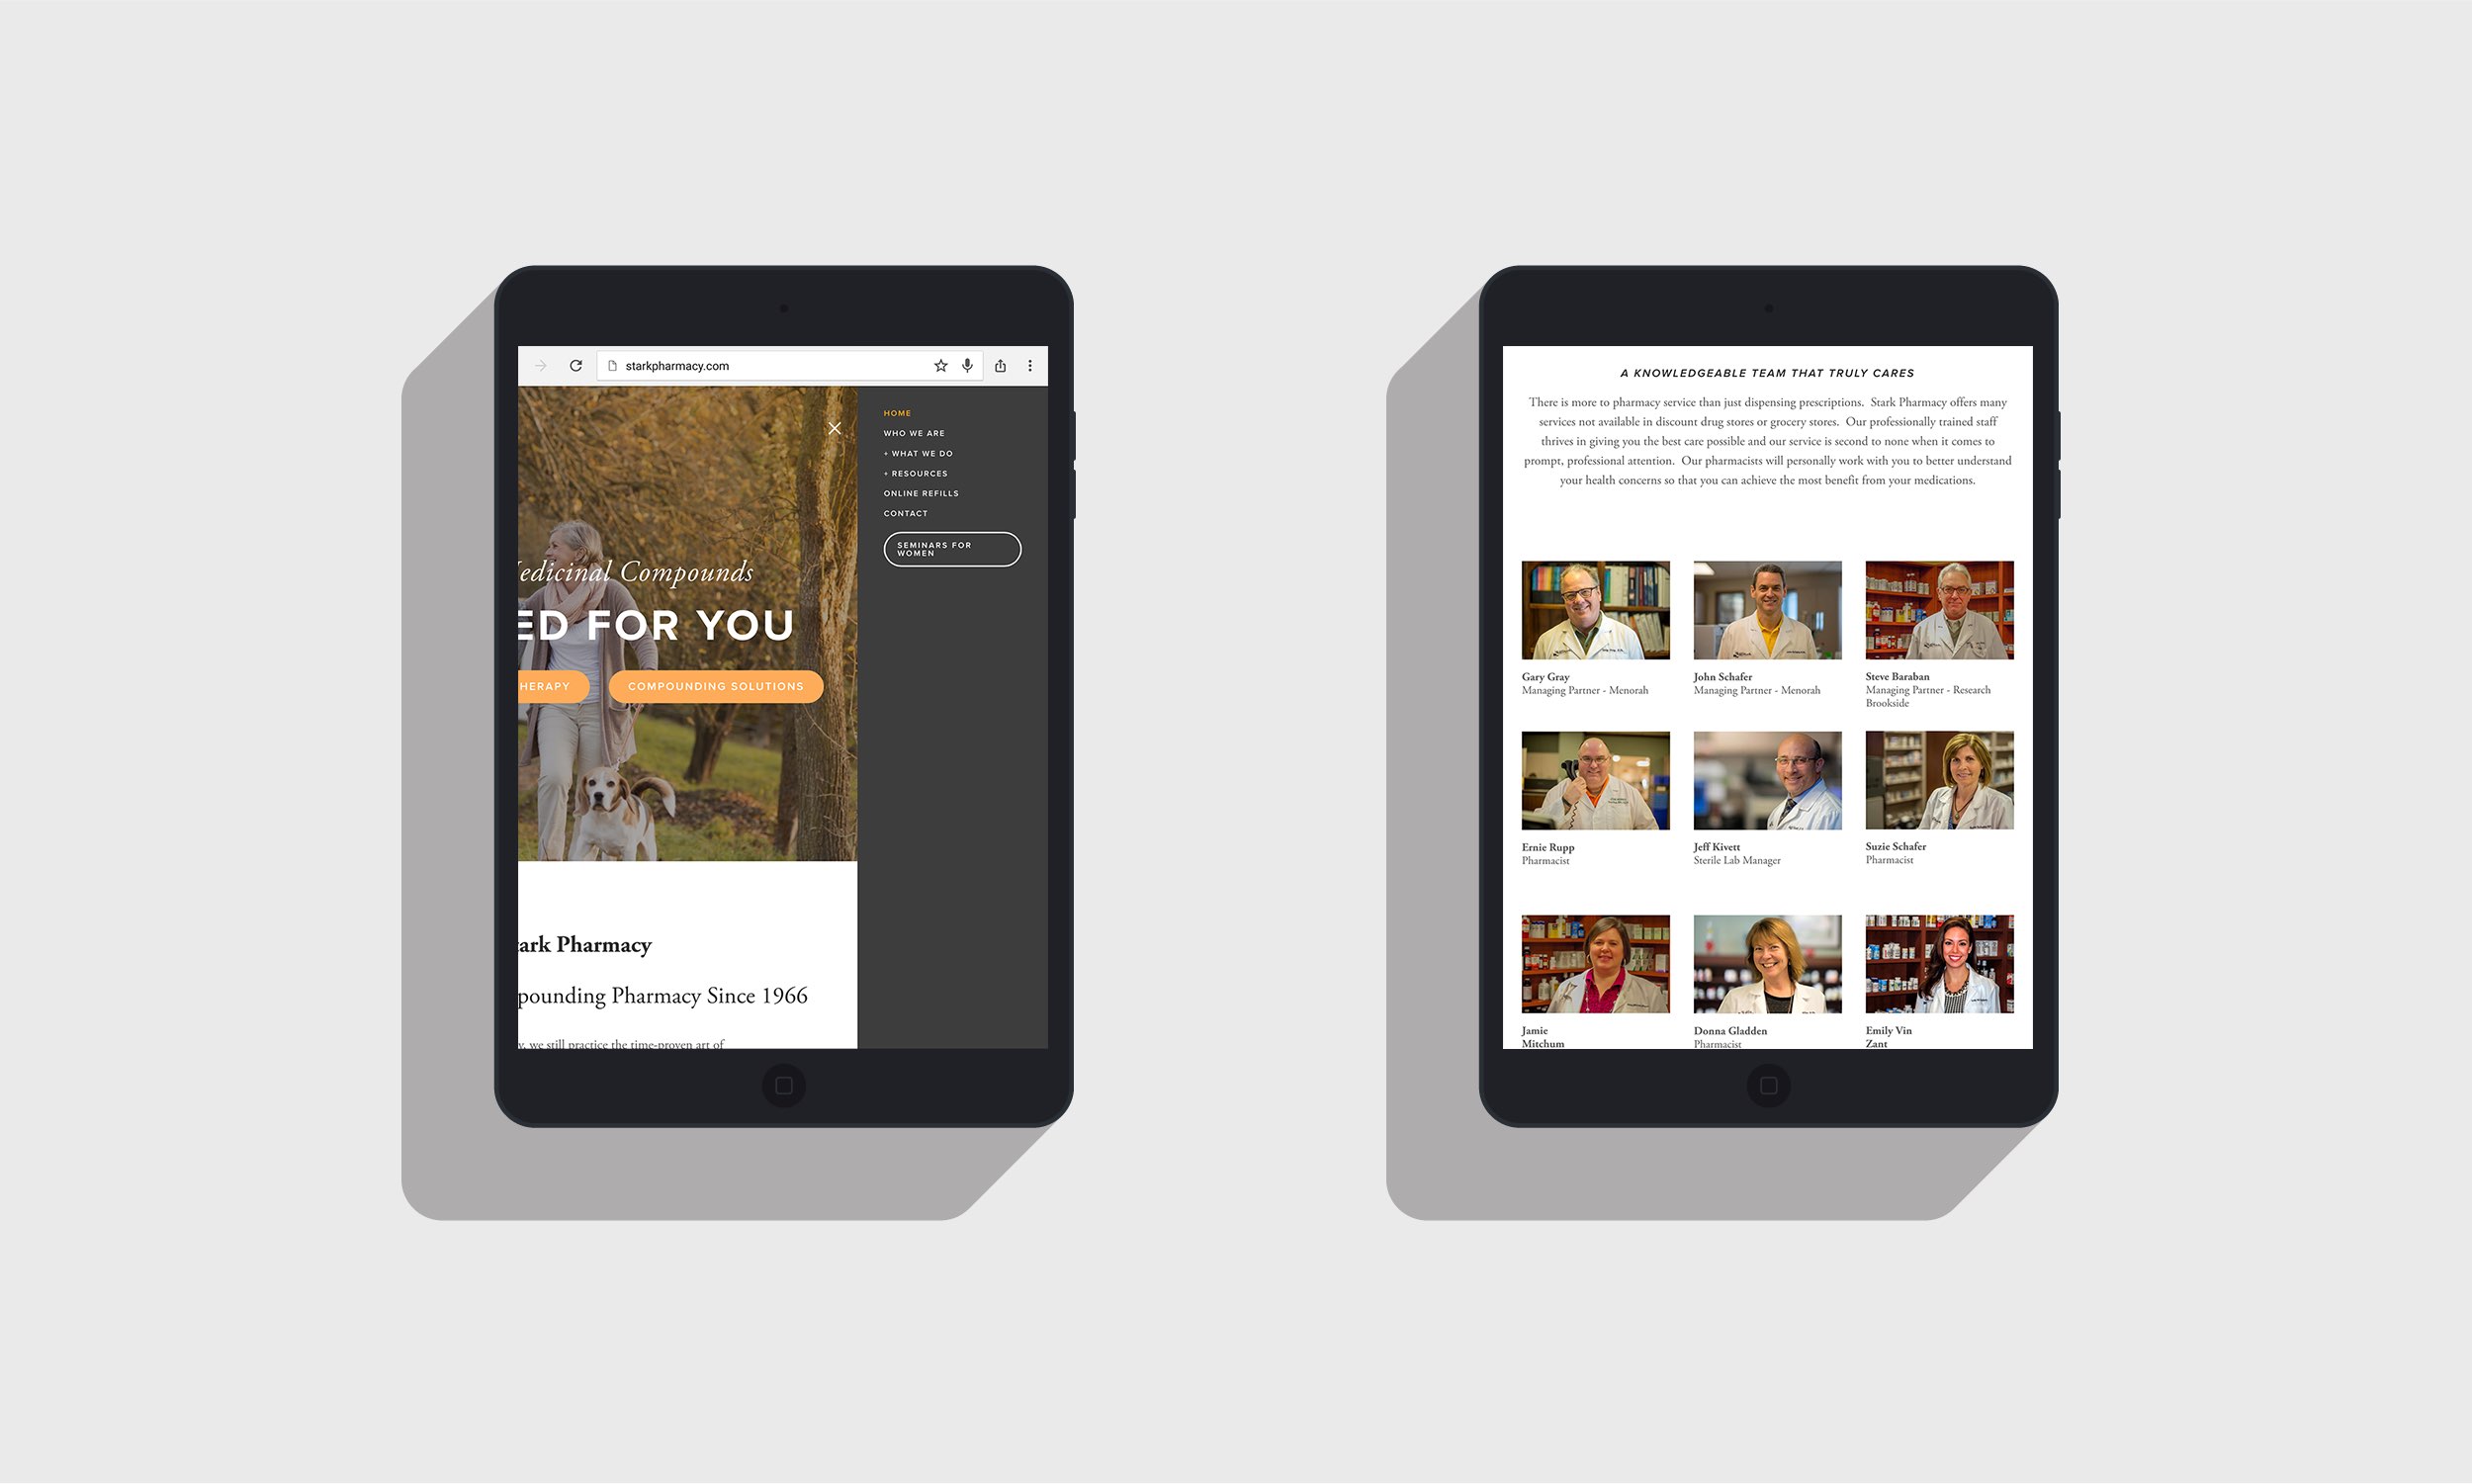 starkpharmacy.com
HOME
WHO WE ARE
+ WHAT WE DO
+ RESOURCES
ONLINE REFILLS
CONTACT
SEMINARS FOR
WOMEN
edicinal Compounds
ED FOR YOU
HERAPY
COMPOUNDING SOLUTIONS
tark Pharmacy
pounding Pharmacy Since 1966
y, we still practice the time-proven art of
A KNOWLEDGEABLE TEAM THAT TRULY CARES
There is more to pharmacy service than just dispensing prescriptions. Stark Pharmacy offers many
services not available in discount drug stores or grocery stores. Our professionally trained staff
thrives in giving you the best care possible and our service is second to none when it comes to
prompt, professional attention. Our pharmacists will personally work with you to better understand
your health concerns so that you can achieve the most benefit from your medications.
Gary Gray
Managing Partner - Menorah
John Schafer
Managing Partner - Menorah
Steve Baraban
Managing Partner - Research
Brookside
Ernie Rupp
Pharmacist
Jeff Kivett
Sterile Lab Manager
Suzie Schafer
Pharmacist
Jamie
Mitchum
Donna Gladden
Pharmacist
Emily Vin
Zant